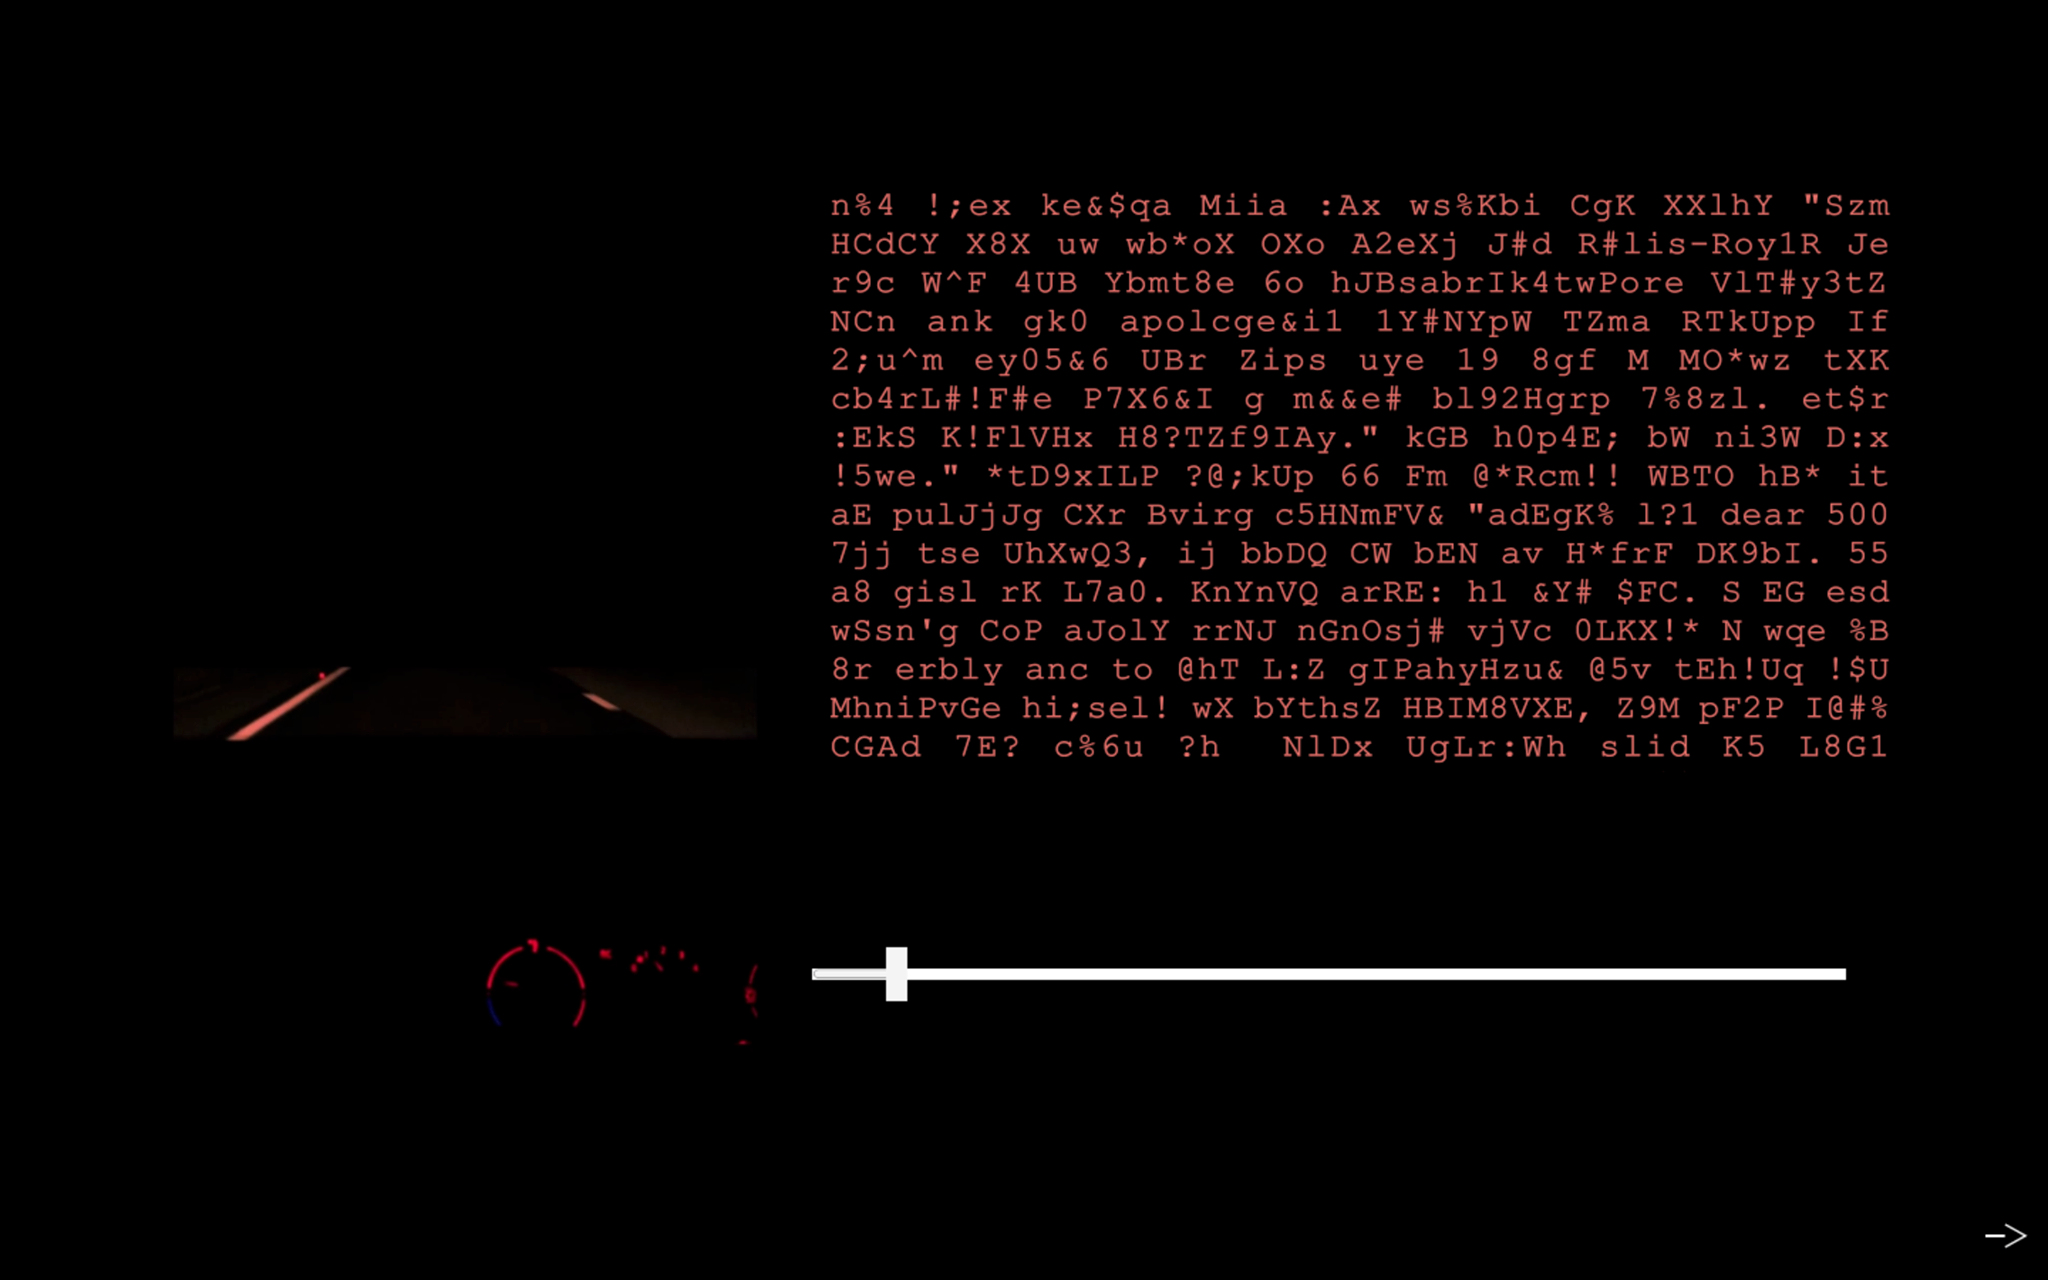 n%4 !;ex ke&$qa Miia :Ax ws%Kbi CgK XXlhY "Szm
HCdCY X8X uw wb*oX OXo A2eXj J#d R#lis-Roy1R Je
r9c W^F 4UB Ybmt8e 6o hJBsabrIk4twPore VlT#y3tZ
NCn ank gk0 apolcge&i1 1Y#NYpW TZma RTkUpp If
2;u^m ey05&6 UBr Zips uye 19 8gf M MO*wz tXK
cb4rL#!F#e P7X6&I g m&&e# bl92Hgrp 7%8zl. et$r
:EkS K!FlVHx H8?TZf9IAy." kGB h0p4E; bW ni3W D:x
!5we." *tD9xILP ?@;kUp 66 Fm @*Rcm!! WBTO hB* it
aE pulJjJg CXr Bvirg c5HNmFV& "adEgK% l?1 dear 500
7jj tse UhXwQ3, ij bbDQ CW bEN av H*frF DK9bI. 55
a8 gisl rK L7a0. KnYnVQ arRE: h1 &Y# $FC. S EG esd
wSsn'g CoP aJolY rrNJ nGnOsj# vjVc 0LKX!* N wqe %B
8r erbly anc to @hT L:Z gIPahyHzu& @5v tEh!Uq !$U
MhniPvGe hi;sel! wX bYthsZ HBIM8VXE, Z9M pF2P I@#%
CGAd 7E? c%6u ?h NlDx UgLr:Wh slid K5 L8G1